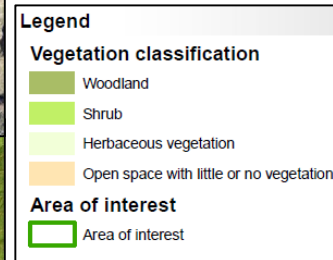 Legend
Vegetation classification
Woodland
Shrub
Herbaceous vegetation
Open space with little or no vegetation
Area of interest
Area of interest